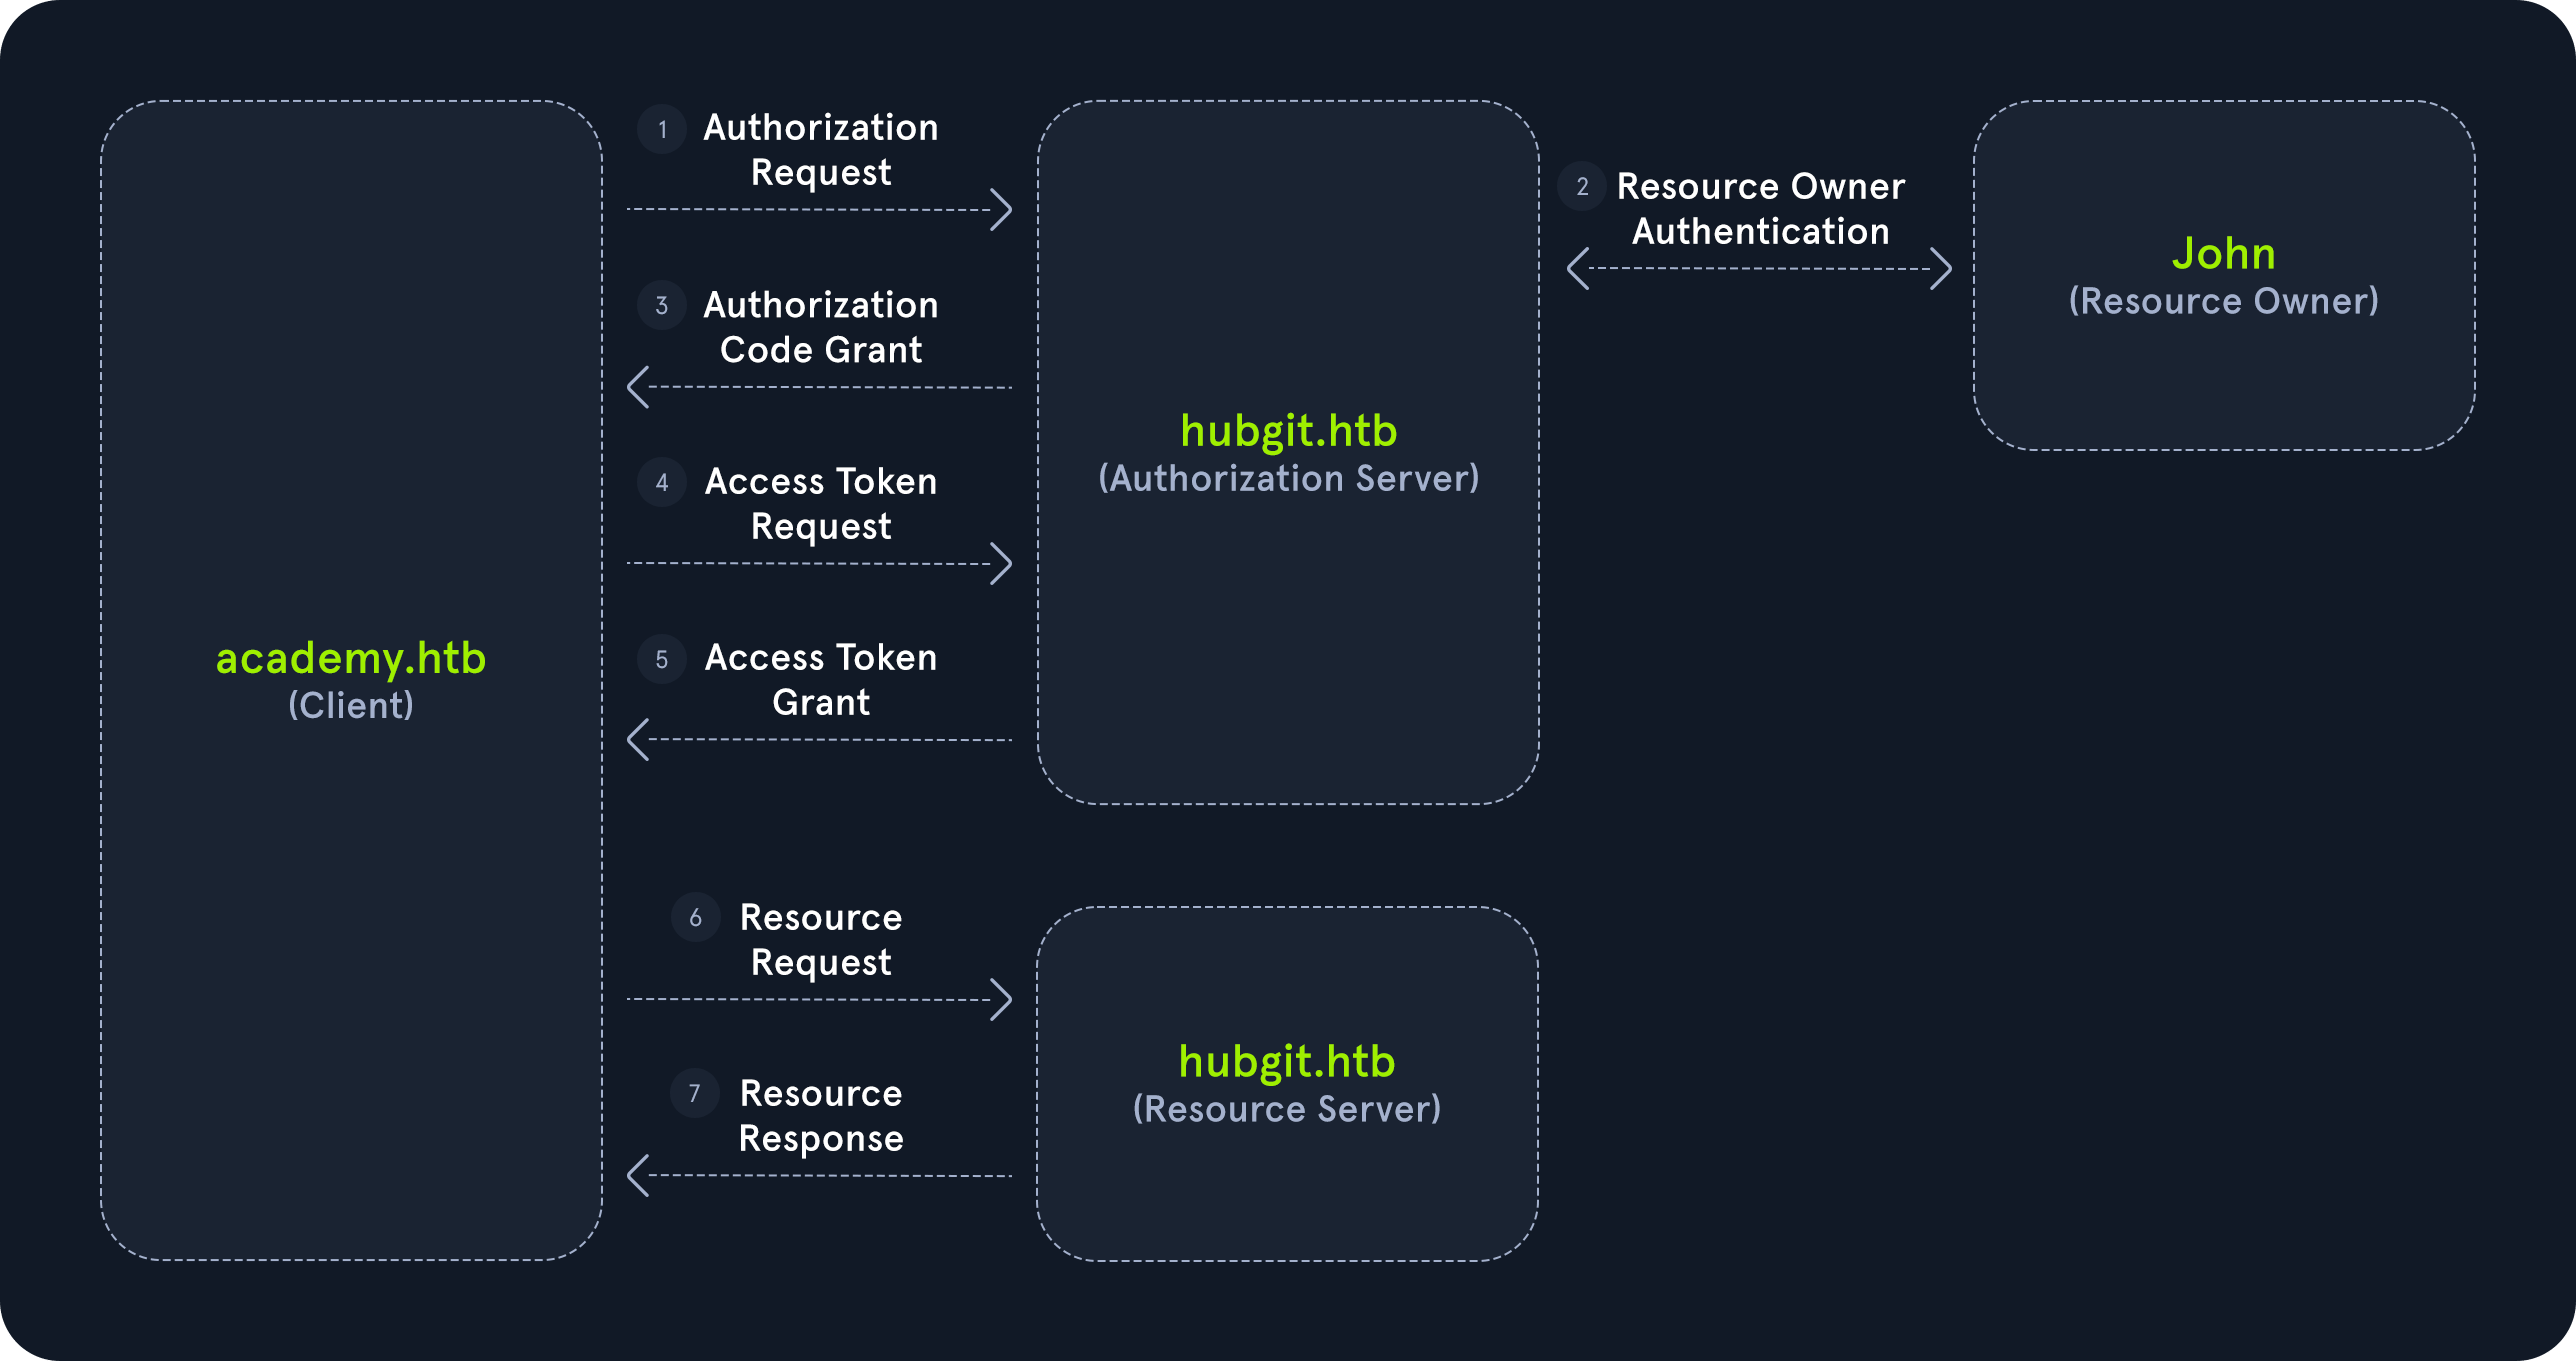 academy.htb
(Client)
1
Authorization
Request
2
Resource Owner
Authentication
3
Authorization
Code Grant
4
Access Token
Request
5
Access Token
Grant
6
Resource
Request
7
Resource
Response
hubgit.htb
(Authorization Server)
hubgit.htb
(Resource Server)
John
(Resource Owner)